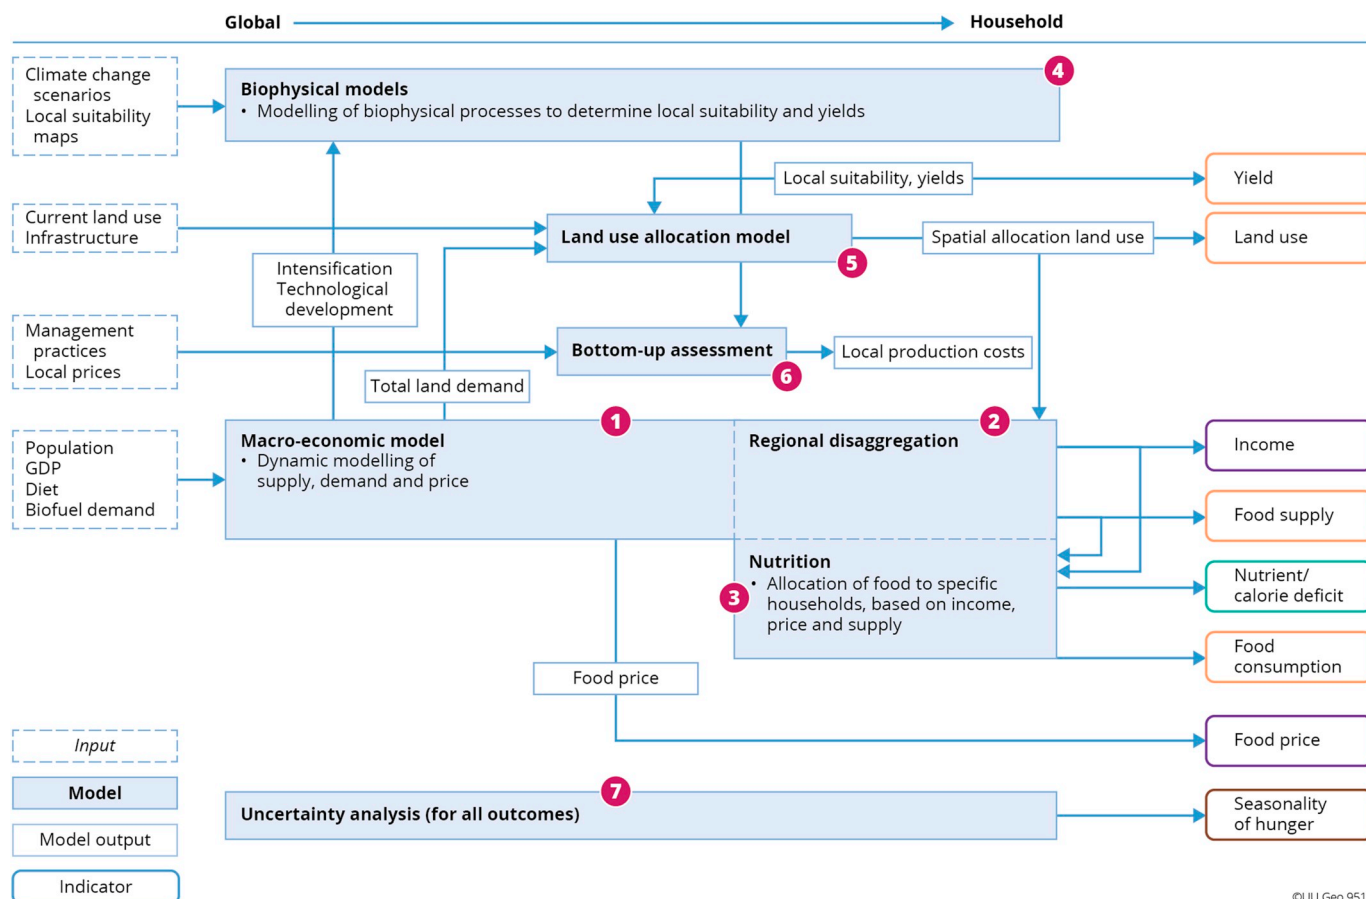 Global
Household
Climate change
scenarios
Local suitability
maps
Biophysical models
• Modelling of biophysical processes to determine local suitability and yields
4
Local suitability, yields
Yield
Current land use
Infrastructure
Land use allocation model
5
Spatial allocation land use
Land use
Intensification
Technological
development
Management
practices
Local prices
Bottom-up assessment
6
Local production costs
Total land demand
Population
GDP
Diet
Biofuel demand
1
Macro-economic model
• Dynamic modelling of
supply, demand and price
2
Regional disaggregation
Income
Food supply
3
Nutrition
• Allocation of food to specific
households, based on income,
price and supply
Nutrient/
calorie deficit
Food
consumption
Food price
Food price
Input
Model
Model output
Indicator
7
Uncertainty analysis (for all outcomes)
Seasonality
of hunger
©UU Geo 951